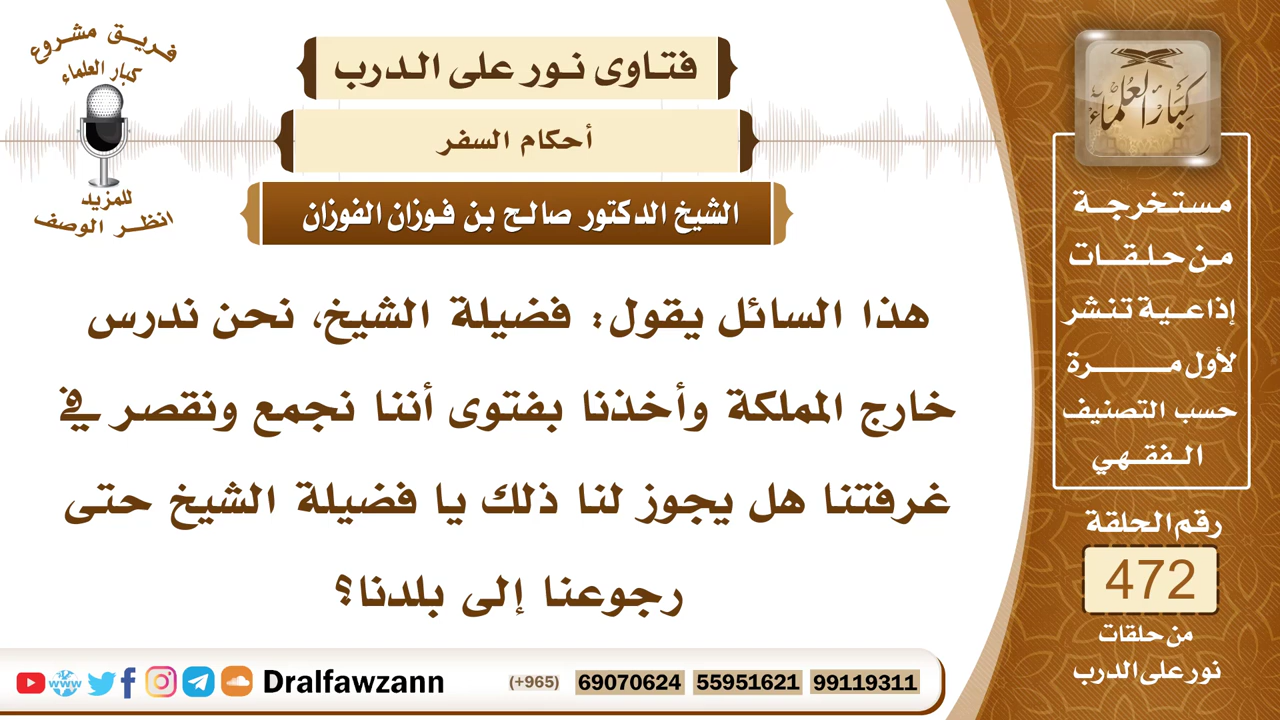 فريق مشروع
كبار العلماء
للمزيد
انظر الوصف
فتاوى نور على الدرب
أحكام السفر
الشيخ الدكتور صالح بن فوزان الفوزان
هذا السائل يقول: فضيلة الشيخ، نحن ندرس
خارج المملكة وأخذنا بفتوى أننا نجمع ونقصر في
غرفتنا هل يجوز لنا ذلك يا فضيلة الشيخ حتى
رجوعنا إلى بلدنا؟
كبار العلماء
مستخرجة
من حلقات
إذاعية تنشر
لأول مرة
حسب التصنيف
الفقهي
رقم الحلقة
472
من حلقات
نور على الدرب
www Dralfawzann (+965) 69070624 55951621 99119311